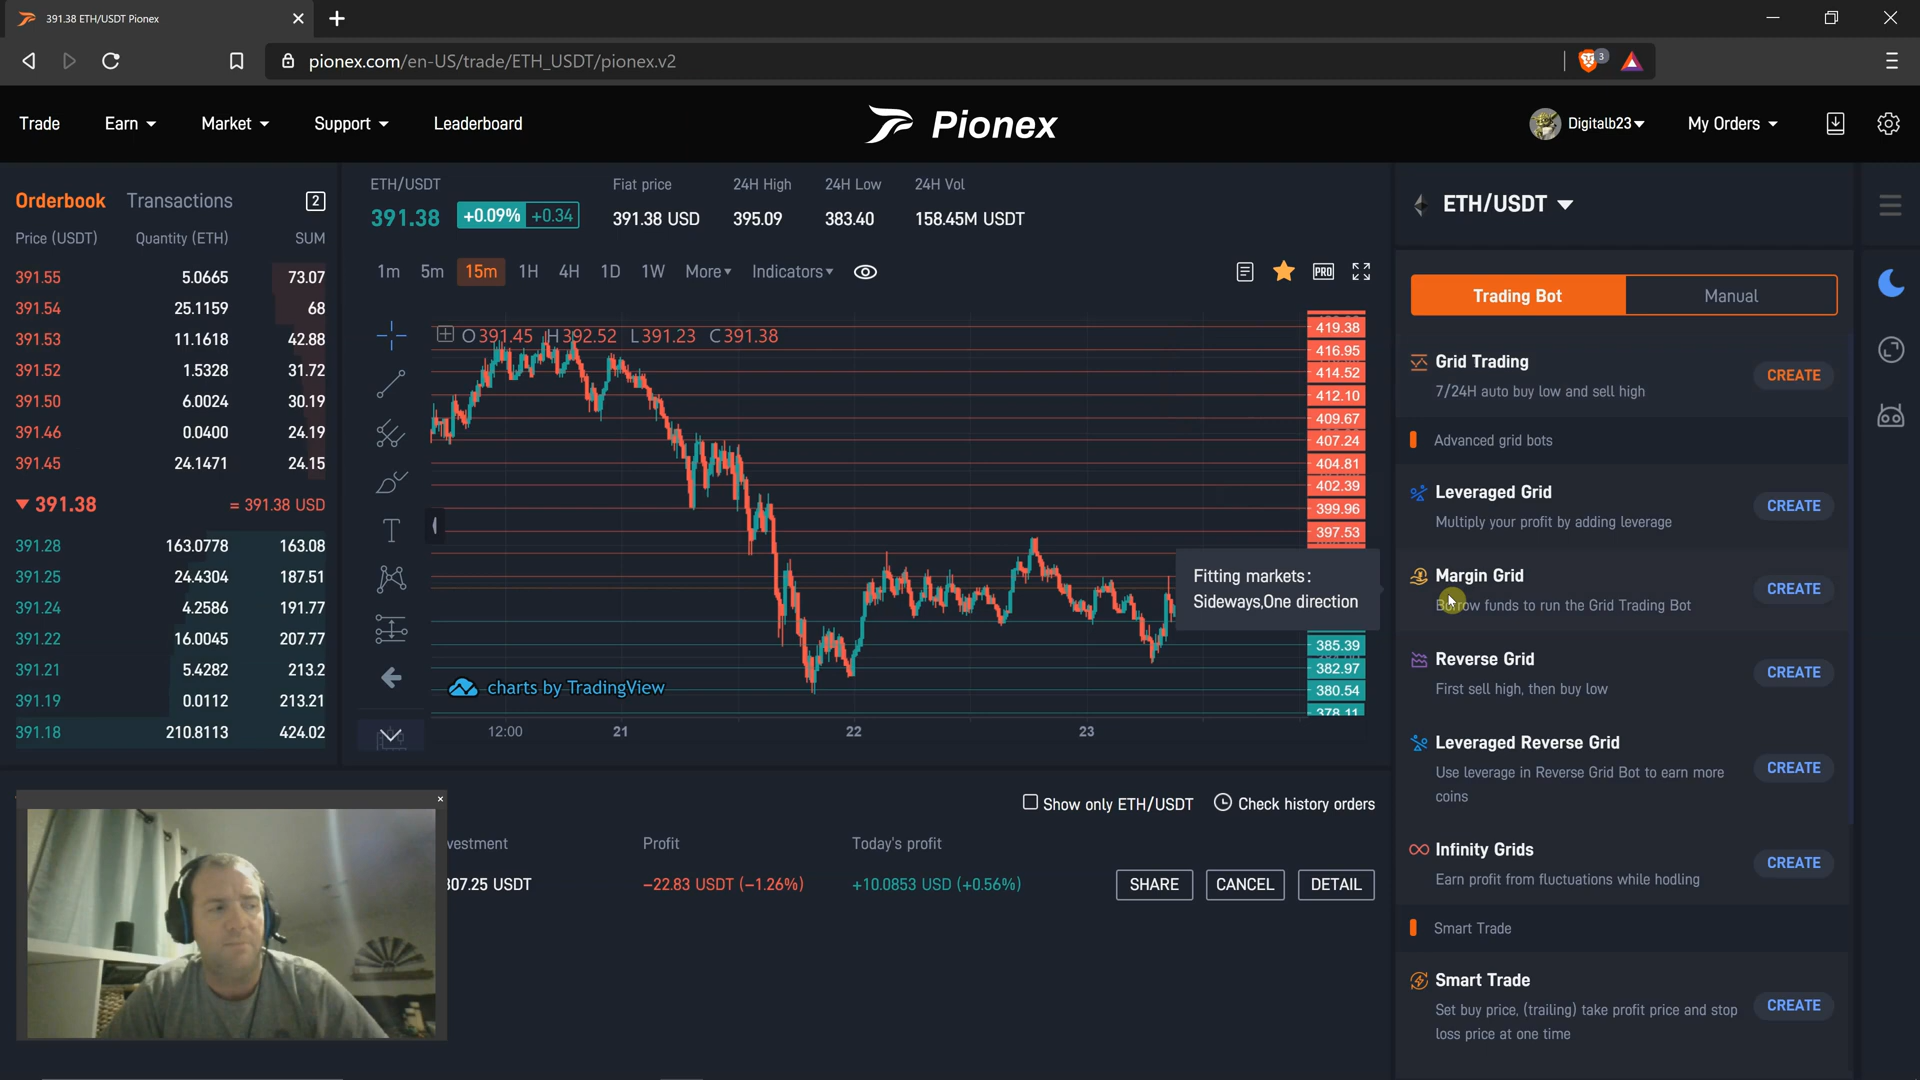 391.38 ETH/USDT Pionex
pionex.com/en-US/trade/ETH_USDT/pionex.v2
3
Trade
Earn
Market
Support
Leaderboard
Pionex
Digitalb23
My Orders
Orderbook
Transactions
2
Price (USDT)
Quantity (ETH)
SUM
391.55 5.0665 73.07
391.54 25.1159 68
391.53 11.1618 42.88
391.52 1.5328 31.72
391.50 6.0024 30.19
391.46 0.0400 24.19
391.45 24.1471 24.15
391.38 = 391.38 USD
391.28 163.0778 163.08
391.25 24.4304 187.51
391.24 4.2586 191.77
391.22 16.0045 207.77
391.21 5.4282 213.2
391.19 0.0112 213.21
391.18 210.8113 424.02
ETH/USDT
391.38
+0.09% +0.34
Fiat price
391.38 USD
24H High
395.09
24H Low
383.40
24H Vol
158.45M USDT
1m 5m 15m 1H 4H 1D 1W More Indicators
PRO
O391.45 H392.52 L391.23 C391.38
T
419.38
416.95
414.52
412.10
409.67
407.24
404.81
402.39
399.96
397.53
385.39
382.97
380.54
378.11
Fitting markets:
Sideways,One direction
charts by TradingView
12:00 21 22 23
Show only ETH/USDT
Check history orders
vestment
Profit
Today's profit
807.25 USDT
-22.83 USDT (-1.26%)
+10.0853 USD (+0.56%)
SHARE
CANCEL
DETAIL
ETH/USDT
Trading Bot
Manual
Grid Trading
7/24H auto buy low and sell high
CREATE
Advanced grid bots
Leveraged Grid
Multiply your profit by adding leverage
CREATE
Margin Grid
Borrow funds to run the Grid Trading Bot
CREATE
Reverse Grid
First sell high, then buy low
CREATE
Leveraged Reverse Grid
Use leverage in Reverse Grid Bot to earn more
coins
CREATE
Infinity Grids
Earn profit from fluctuations while hodling
CREATE
Smart Trade
Smart Trade
Set buy price, (trailing) take profit price and stop
loss price at one time
CREATE